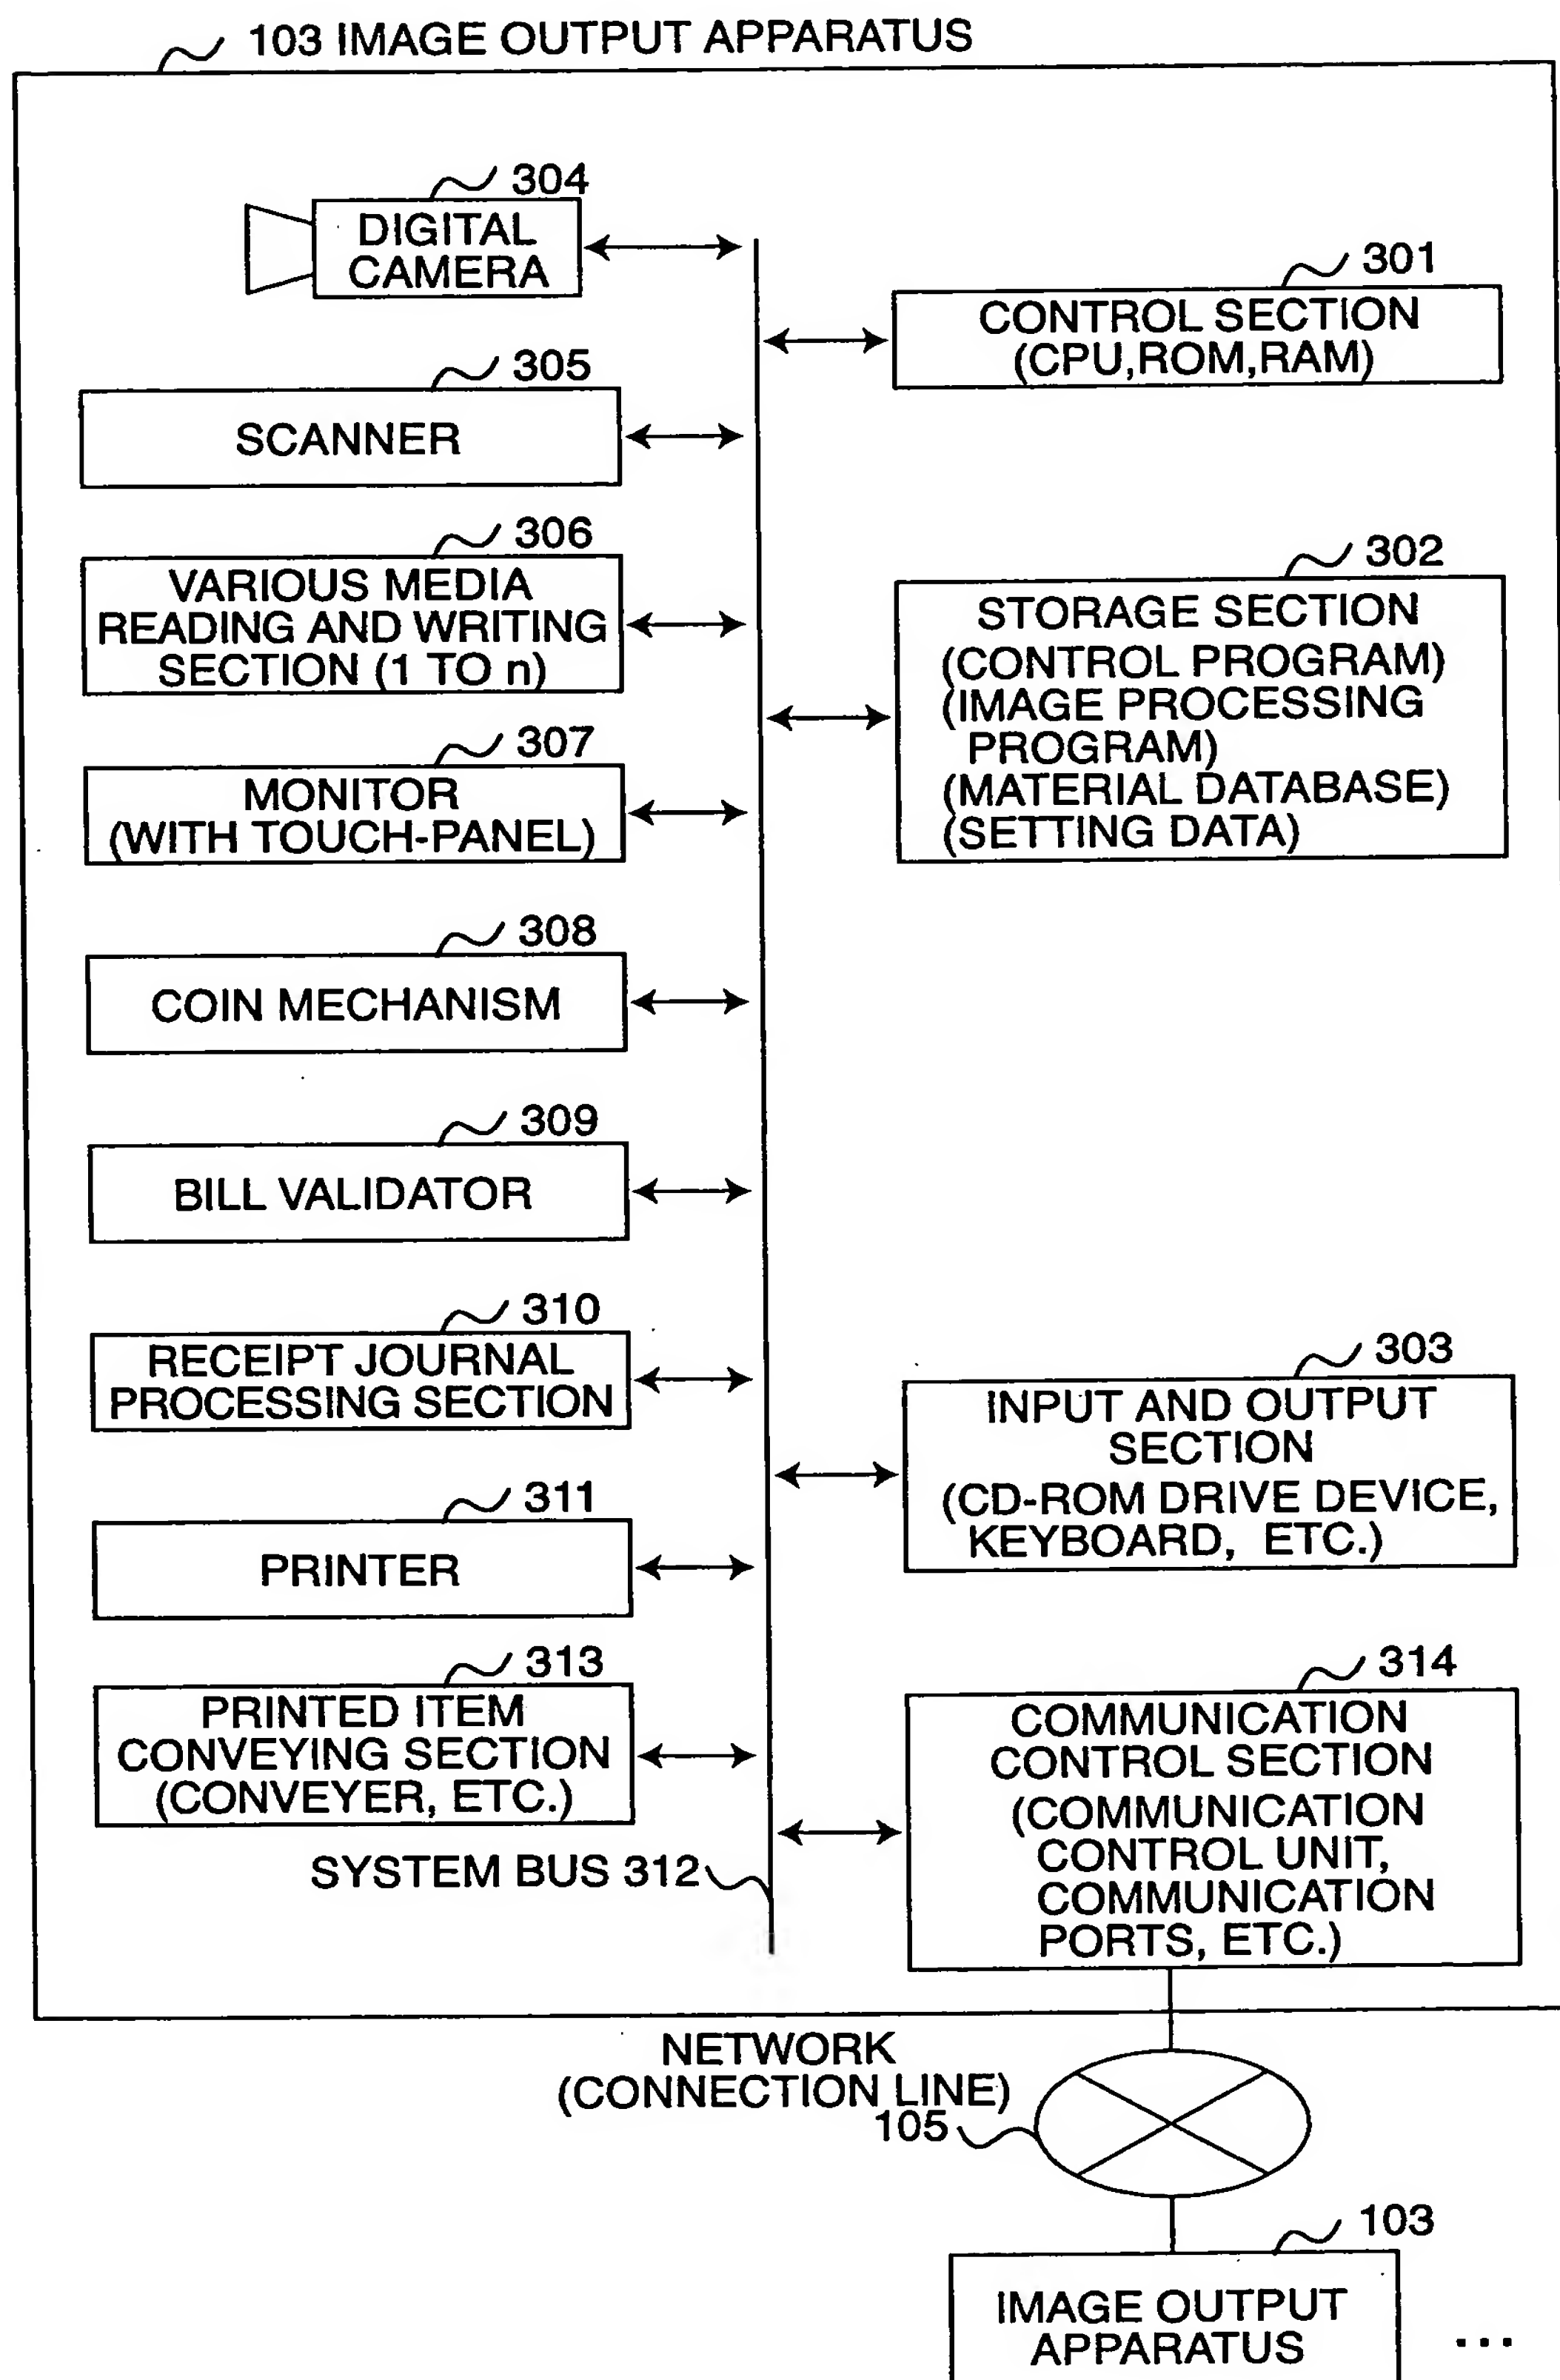 103 IMAGE OUTPUT APPARATUS
304
DIGITAL
CAMERA
301
CONTROL SECTION
(CPU,ROM,RAM)
305
SCANNER
306
VARIOUS MEDIA
READING AND WRITING
SECTION (1 TO n)
302
STORAGE SECTION
(CONTROL PROGRAM)
(IMAGE PROCESSING
PROGRAM)
(MATERIAL DATABASE)
(SETTING DATA)
307
MONITOR
(WITH TOUCH-PANEL)
308
COIN MECHANISM
309
BILL VALIDATOR
310
RECEIPT JOURNAL
PROCESSING SECTION
303
INPUT AND OUTPUT
SECTION
(CD-ROM DRIVE DEVICE,
KEYBOARD, ETC.)
311
PRINTER
313
PRINTED ITEM
CONVEYING SECTION
(CONVEYER, ETC.)
314
COMMUNICATION
CONTROL SECTION
(COMMUNICATION
CONTROL UNIT,
COMMUNICATION
PORTS, ETC.)
SYSTEM BUS 312
NETWORK
(CONNECTION LINE)
105
103
IMAGE OUTPUT
APPARATUS
...